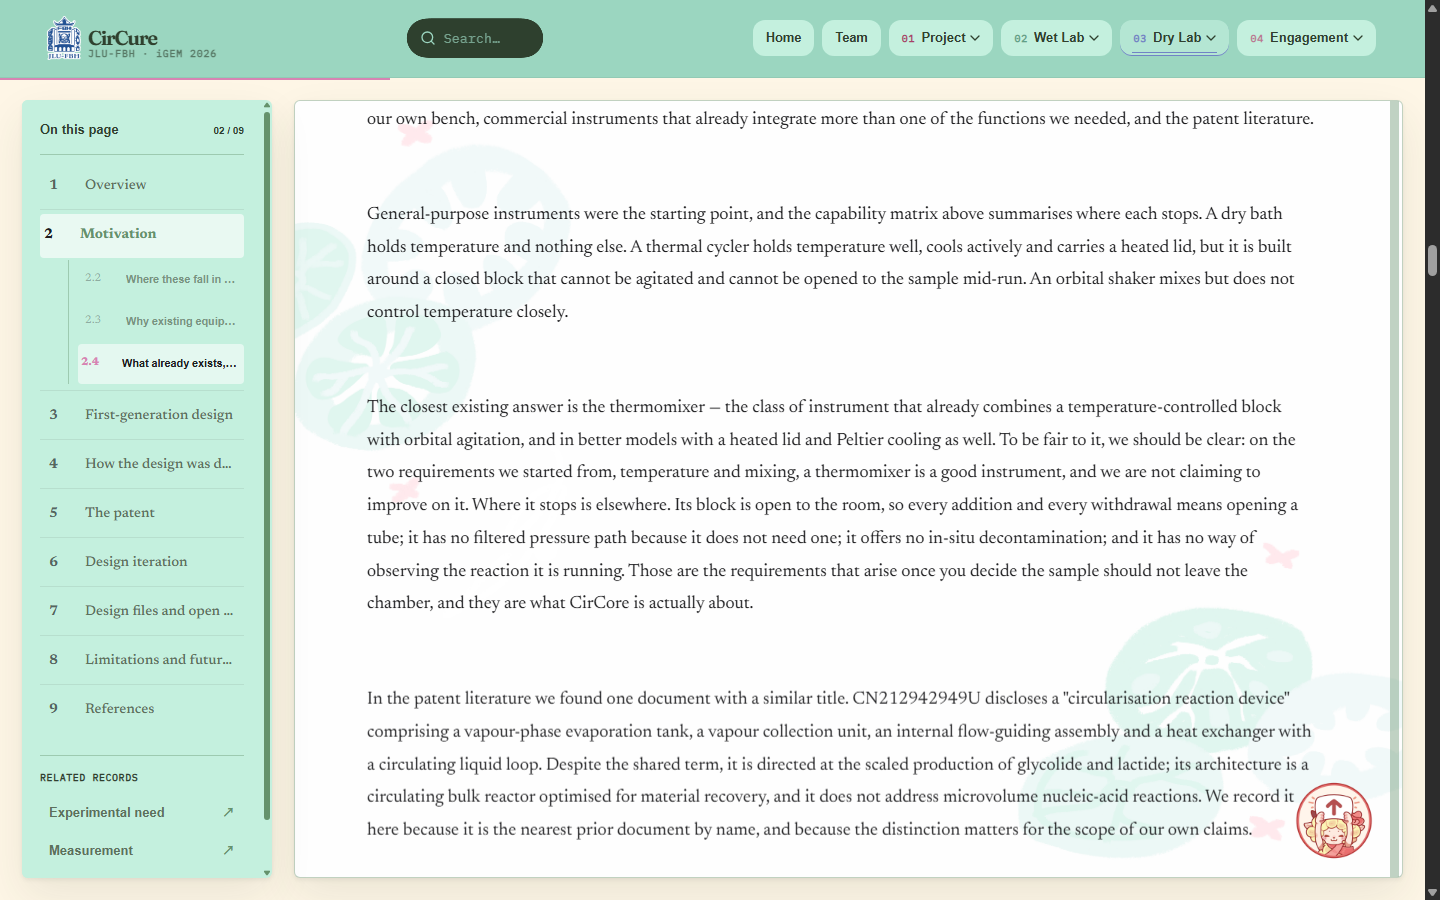 CirCure
JLU-FBH · iGEM 2026
Search...
Home
Team
01 Project
02 Wet Lab
03 Dry Lab
04 Engagement
On this page
02 / 09
1 Overview
2 Motivation
2.2 Where these fall in ...
2.3 Why existing equip...
2.4 What already exists,...
3 First-generation design
4 How the design was d...
5 The patent
6 Design iteration
7 Design files and open ...
8 Limitations and futur...
9 References
RELATED RECORDS
Experimental need ↗
Measurement ↗
our own bench, commercial instruments that already integrate more than one of the functions we needed, and the patent literature.
General-purpose instruments were the starting point, and the capability matrix above summarises where each stops. A dry bath
holds temperature and nothing else. A thermal cycler holds temperature well, cools actively and carries a heated lid, but it is built
around a closed block that cannot be agitated and cannot be opened to the sample mid-run. An orbital shaker mixes but does not
control temperature closely.
The closest existing answer is the thermomixer — the class of instrument that already combines a temperature-controlled block
with orbital agitation, and in better models with a heated lid and Peltier cooling as well. To be fair to it, we should be clear: on the
two requirements we started from, temperature and mixing, a thermomixer is a good instrument, and we are not claiming to
improve on it. Where it stops is elsewhere. Its block is open to the room, so every addition and every withdrawal means opening a
tube; it has no filtered pressure path because it does not need one; it offers no in-situ decontamination; and it has no way of
observing the reaction it is running. Those are the requirements that arise once you decide the sample should not leave the
chamber, and they are what CirCore is actually about.
In the patent literature we found one document with a similar title. CN212942949U discloses a "circularisation reaction device"
comprising a vapour-phase evaporation tank, a vapour collection unit, an internal flow-guiding assembly and a heat exchanger with
a circulating liquid loop. Despite the shared term, it is directed at the scaled production of glycolide and lactide; its architecture is a
circulating bulk reactor optimised for material recovery, and it does not address microvolume nucleic-acid reactions. We record it
here because it is the nearest prior document by name, and because the distinction matters for the scope of our own claims.